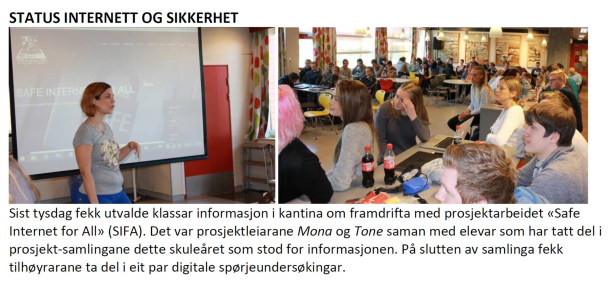 STATUS INTERNETT OG SIKKERHET
SAFE INTERNET FOR ALL
Sist tysdag fekk utvalde klassar informasjon i kantina om framdrifta med prosjektarbeidet «Safe
Internet for All» (SIFA). Det var prosjektleiarane Mona og Tone saman med elevar som har tatt del i
prosjekt-samlingane dette skuleåret som stod for informasjonen. På slutten av samlinga fekk
tilhøyrarane ta del i eit par digitale spørjeundersøkingar.